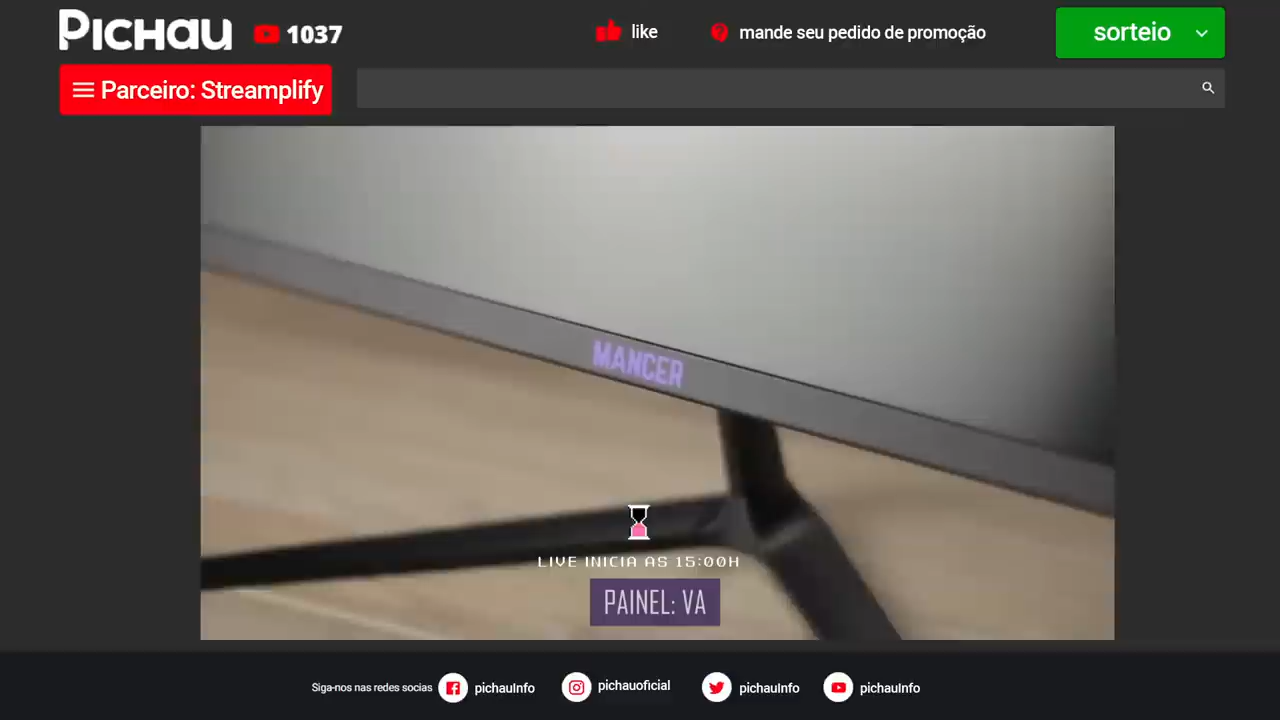 PICHAU
1037
like
mande seu pedido de promoção
sorteio
Parceiro: Streamplify
MANCER
LIVE INICIA AS 15:00H
PAINEL: VA
Siga-nos nas redes socias
pichauInfo
pichauoficial
pichauInfo
pichauInfo